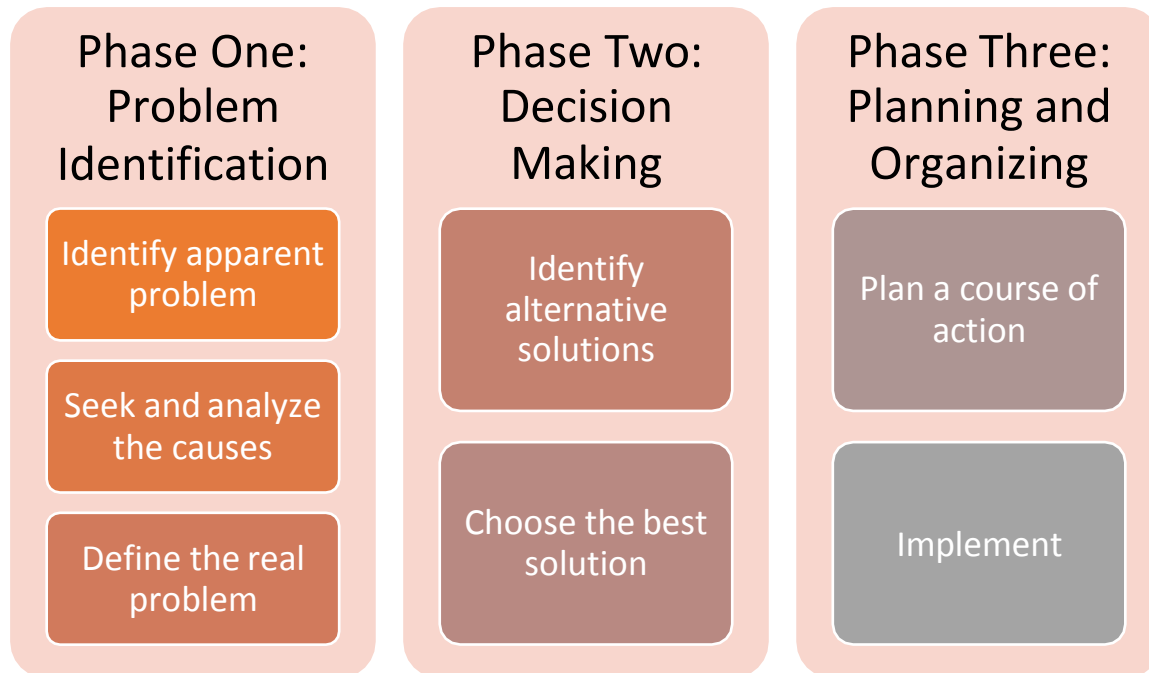 Phase One:
Problem
Identification
Identify apparent
problem
Seek and analyze
the causes
Define the real
problem
Phase Two:
Decision
Making
Identify
alternative
solutions
Choose the best
solution
Phase Three:
Planning and
Organizing
Plan a course of
action
Implement